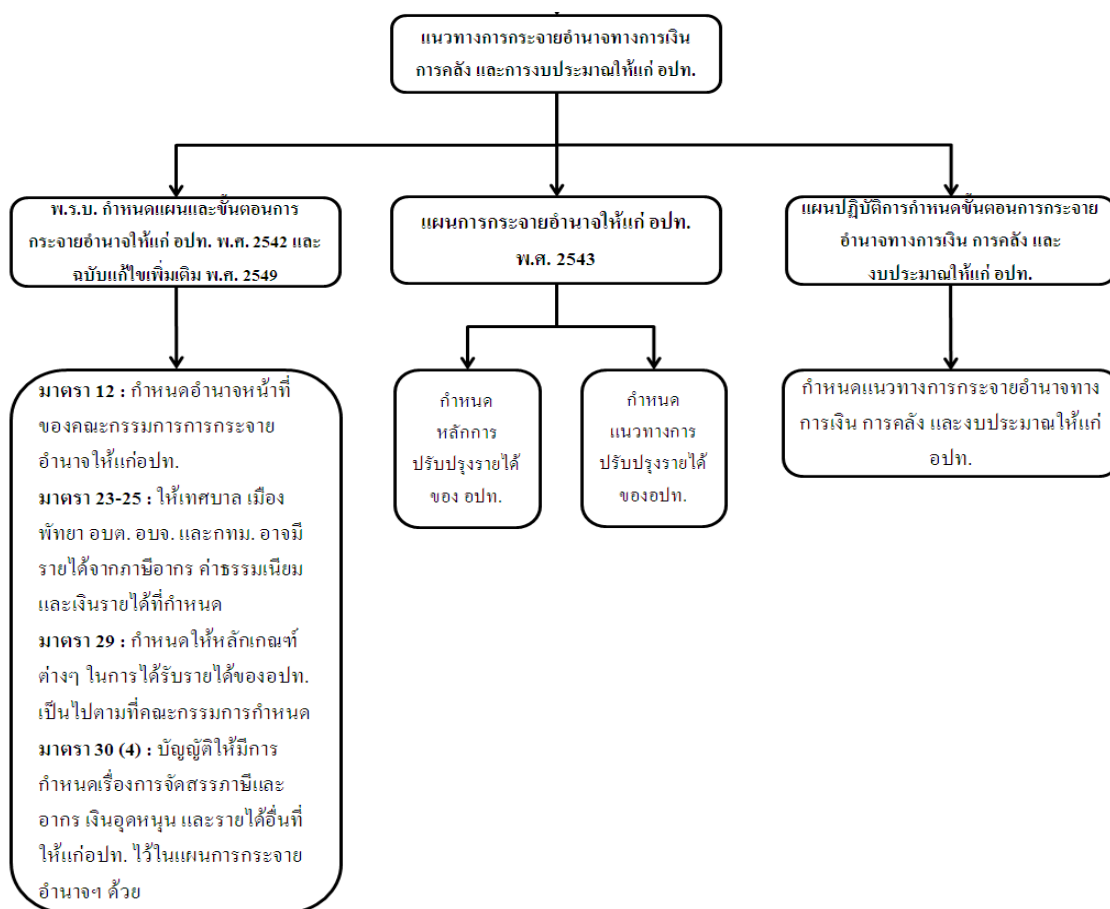 แนวทางการกระจายอำนาจทางการเงิน
การคลัง และการงบประมาณให้แก่ อปท.
พ.ร.บ. กำหนดแผนและขั้นตอนการ
กระจายอำนาจให้แก่ อปท. พ.ศ. 2542 และ
ฉบับแก้ไขเพิ่มเติม พ.ศ. 2549
แผนการกระจายอำนาจให้แก่ อปท.
พ.ศ. 2543
แผนปฏิบัติการกำหนดขั้นตอนการกระจาย
อำนาจทางการเงิน การคลัง และ
งบประมาณให้แก่ อปท.
มาตรา 12 : กำหนดอำนาจหน้าที่
ของคณะกรรมการการกระจาย
อำนาจให้แก่อปท.
มาตรา 23-25 : ให้เทศบาล เมือง
พัทยา อบต. อบจ. และกทม. อาจมี
รายได้จากภาษีอากร ค่าธรรมเนียม
และเงินรายได้ที่กำหนด
มาตรา 29 : กำหนดให้หลักเกณฑ์
ต่างๆ ในการได้รับรายได้ของอปท.
เป็นไปตามที่คณะกรรมการกำหนด
มาตรา 30 (4) : บัญญัติให้มีการ
กำหนดเรื่องการจัดสรรภาษีและ
อากร เงินอุดหนุน และรายได้อื่นที่
ให้แก่อปท. ไว้ในแผนการกระจาย
อำนาจฯ ด้วย
กำหนด
หลักการ
ปรับปรุงรายได้
ของ อปท.
กำหนด
แนวทางการ
ปรับปรุงรายได้
ของอปท.
กำหนดแนวทางการกระจายอำนาจทาง
การเงิน การคลัง และงบประมาณให้แก่
อปท.